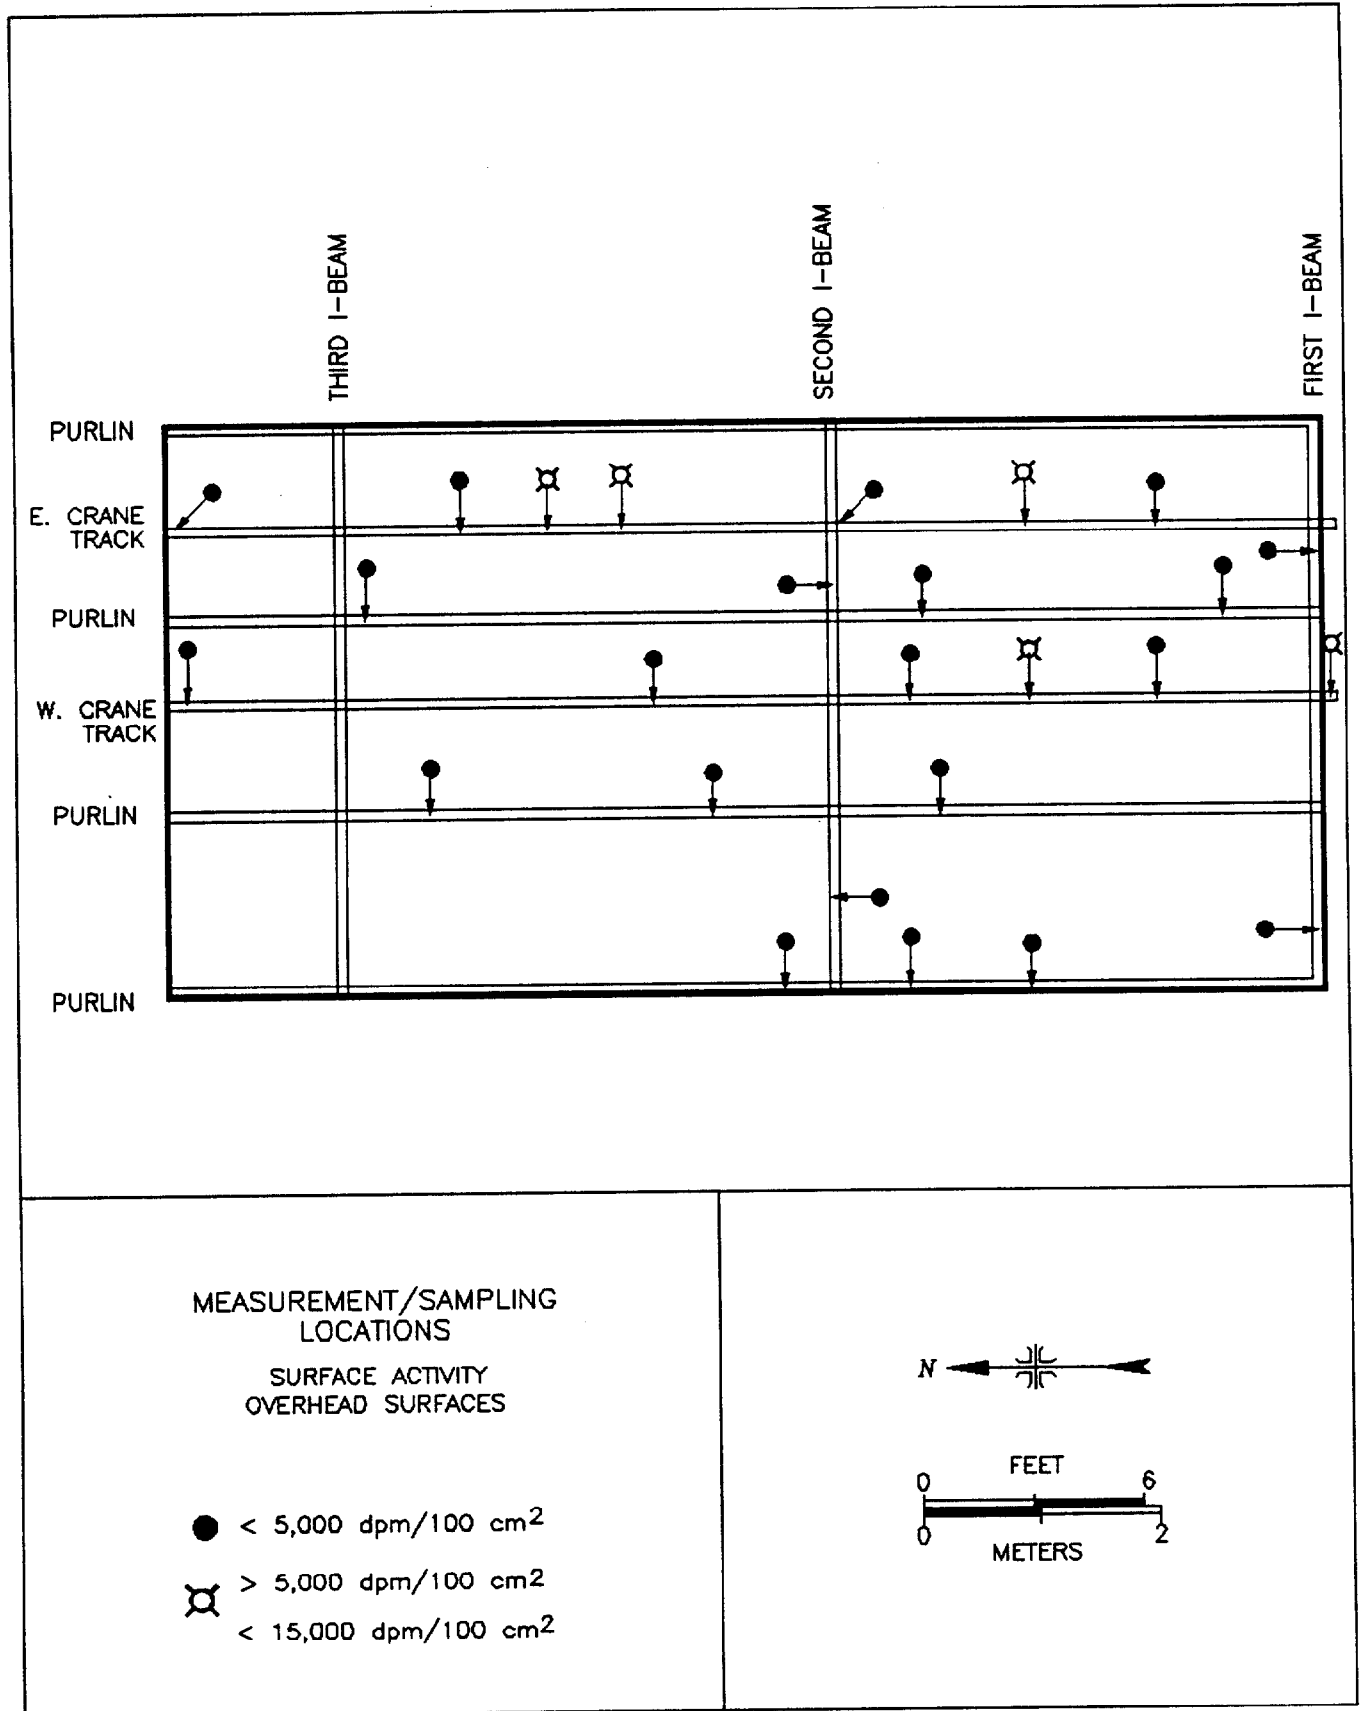 THIRD I-BEAM
SECOND I-BEAM
FIRST I-BEAM
PURLIN
E. CRANE
TRACK
PURLIN
W. CRANE
TRACK
PURLIN
PURLIN
MEASUREMENT/SAMPLING
LOCATIONS
SURFACE ACTIVITY
OVERHEAD SURFACES
< 5,000 dpm/100 cm2
> 5,000 dpm/100 cm2
< 15,000 dpm/100 cm2
N
FEET
0 6
0 2
METERS